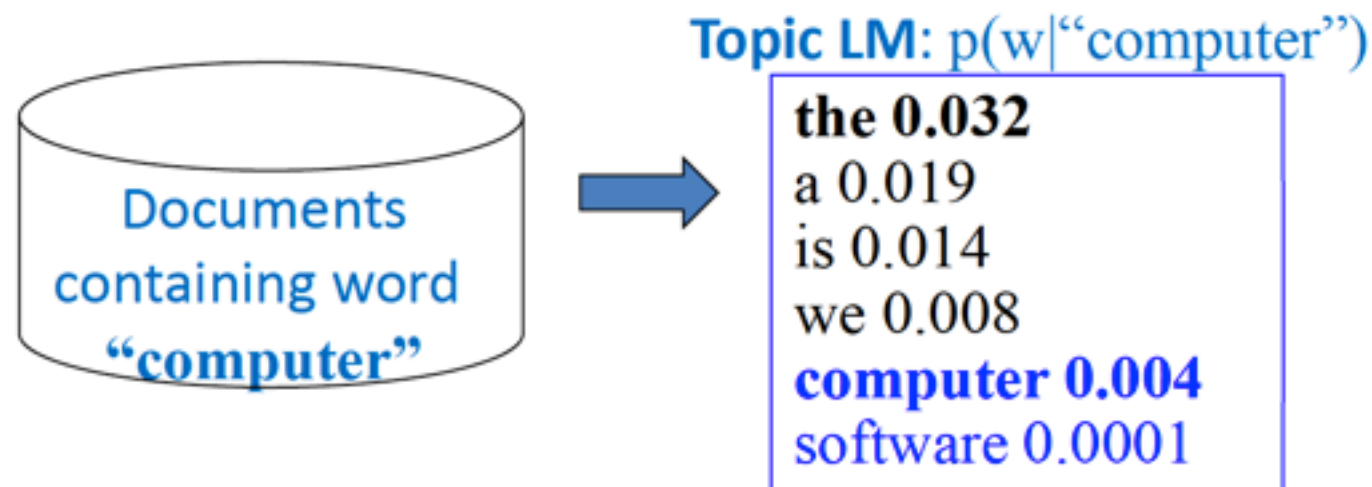 Documents
containing word
“computer”
Topic LM: p(w|“computer”)
the 0.032
a 0.019
is 0.014
we 0.008
computer 0.004
software 0.0001